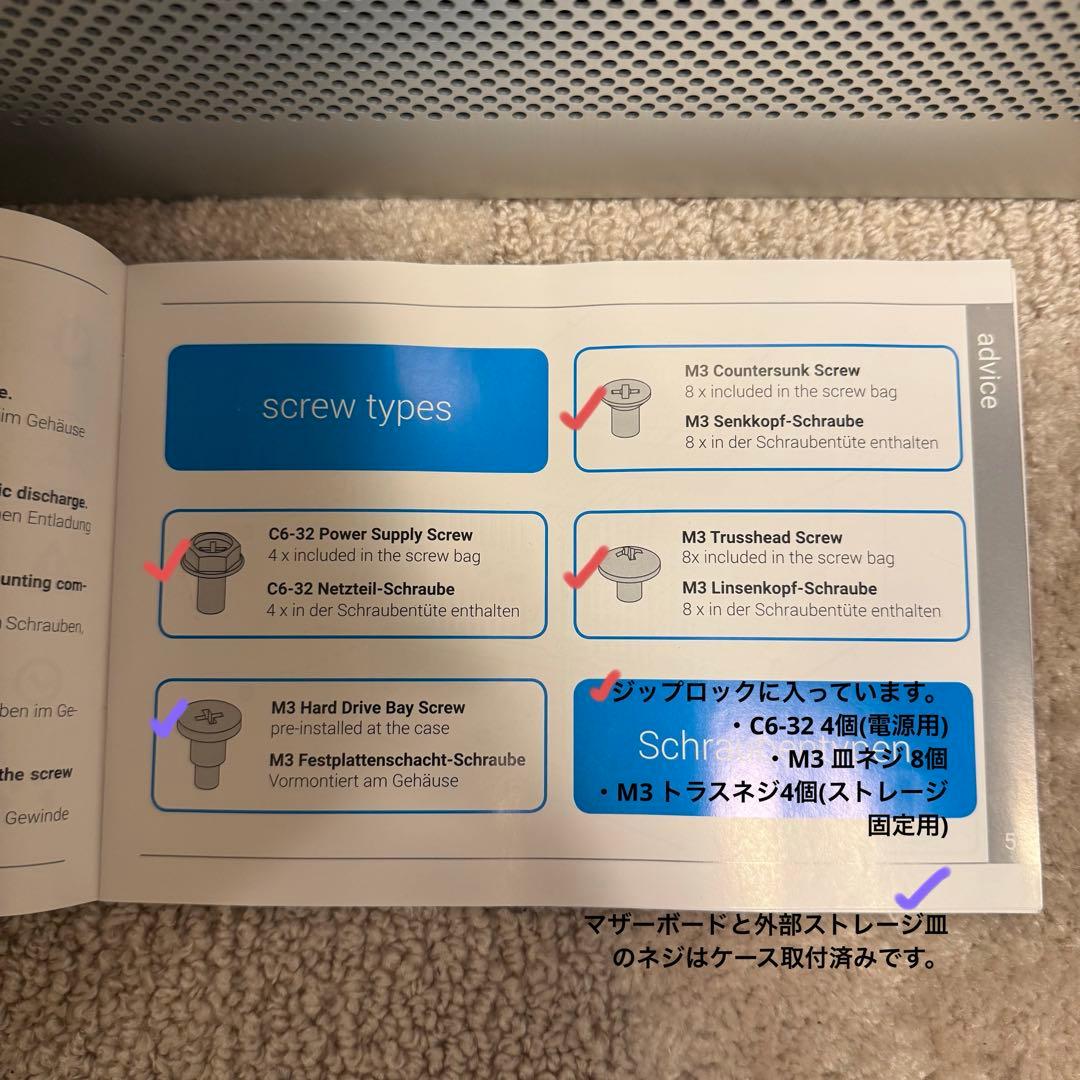 e.
im Gehäuse
ic discharge.
en Entladung
unting com-
Schrauben,
ben im Ge-
the screw
Gewinde
advice
screw types
M3 Countersunk Screw
8 x included in the screw bag
M3 Senkkopf-Schraube
8 x in der Schraubentüte enthalten
C6-32 Power Supply Screw
4 x included in the screw bag
C6-32 Netzteil-Schraube
4 x in der Schraubentüte enthalten
M3 Trusshead Screw
8x included in the screw bag
M3 Linsenkopf-Schraube
8 x in der Schraubentüte enthalten
M3 Hard Drive Bay Screw
pre-installed at the case
M3 Festplattenschacht-Schraube
Vormontiert am Gehäuse
Schraubentypen
ジップロックに入っています。
・C6-32 4個(電源用)
・M3 皿ネジ 8個
・M3 トラスネジ4個(ストレージ
固定用)
5
マザーボードと外部ストレージ皿
のネジはケース取付済みです。